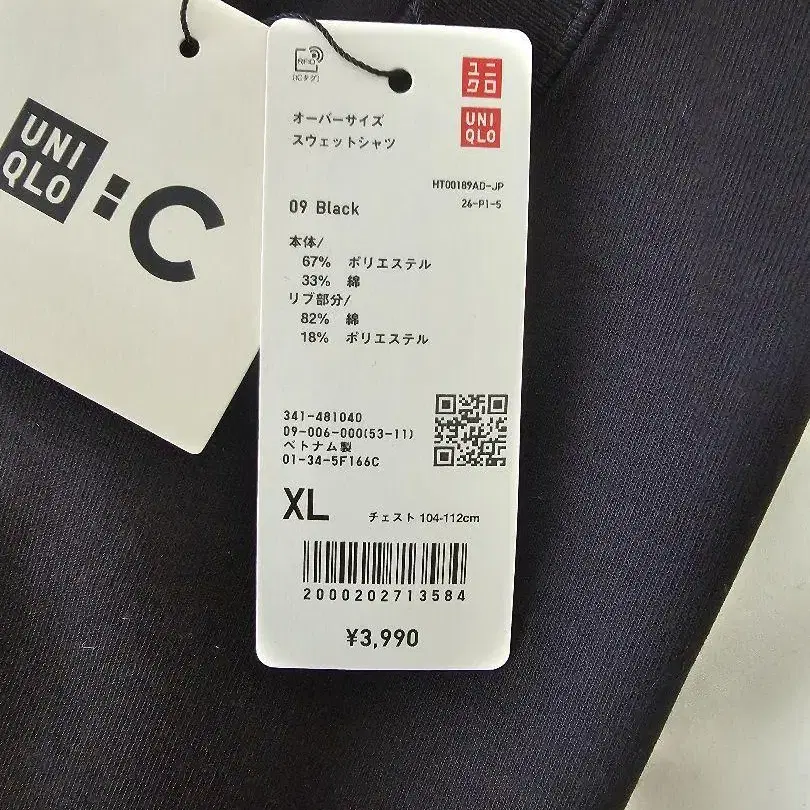 UNI
QLO
:C
RFID
[ICタグ]
ユニ
クロ
UNI
QLO
オーバーサイズ
スウェットシャツ
HT00189AD-JP
26-P1-S
09 Black
本体/
67% ポリエステル
33% 綿
リブ部分/
82% 綿
18% ポリエステル
341-481040
09-006-000(53-11)
ベトナム製
01-34-5F166C
XL チェスト 104-112cm
2000202713584
¥3,990